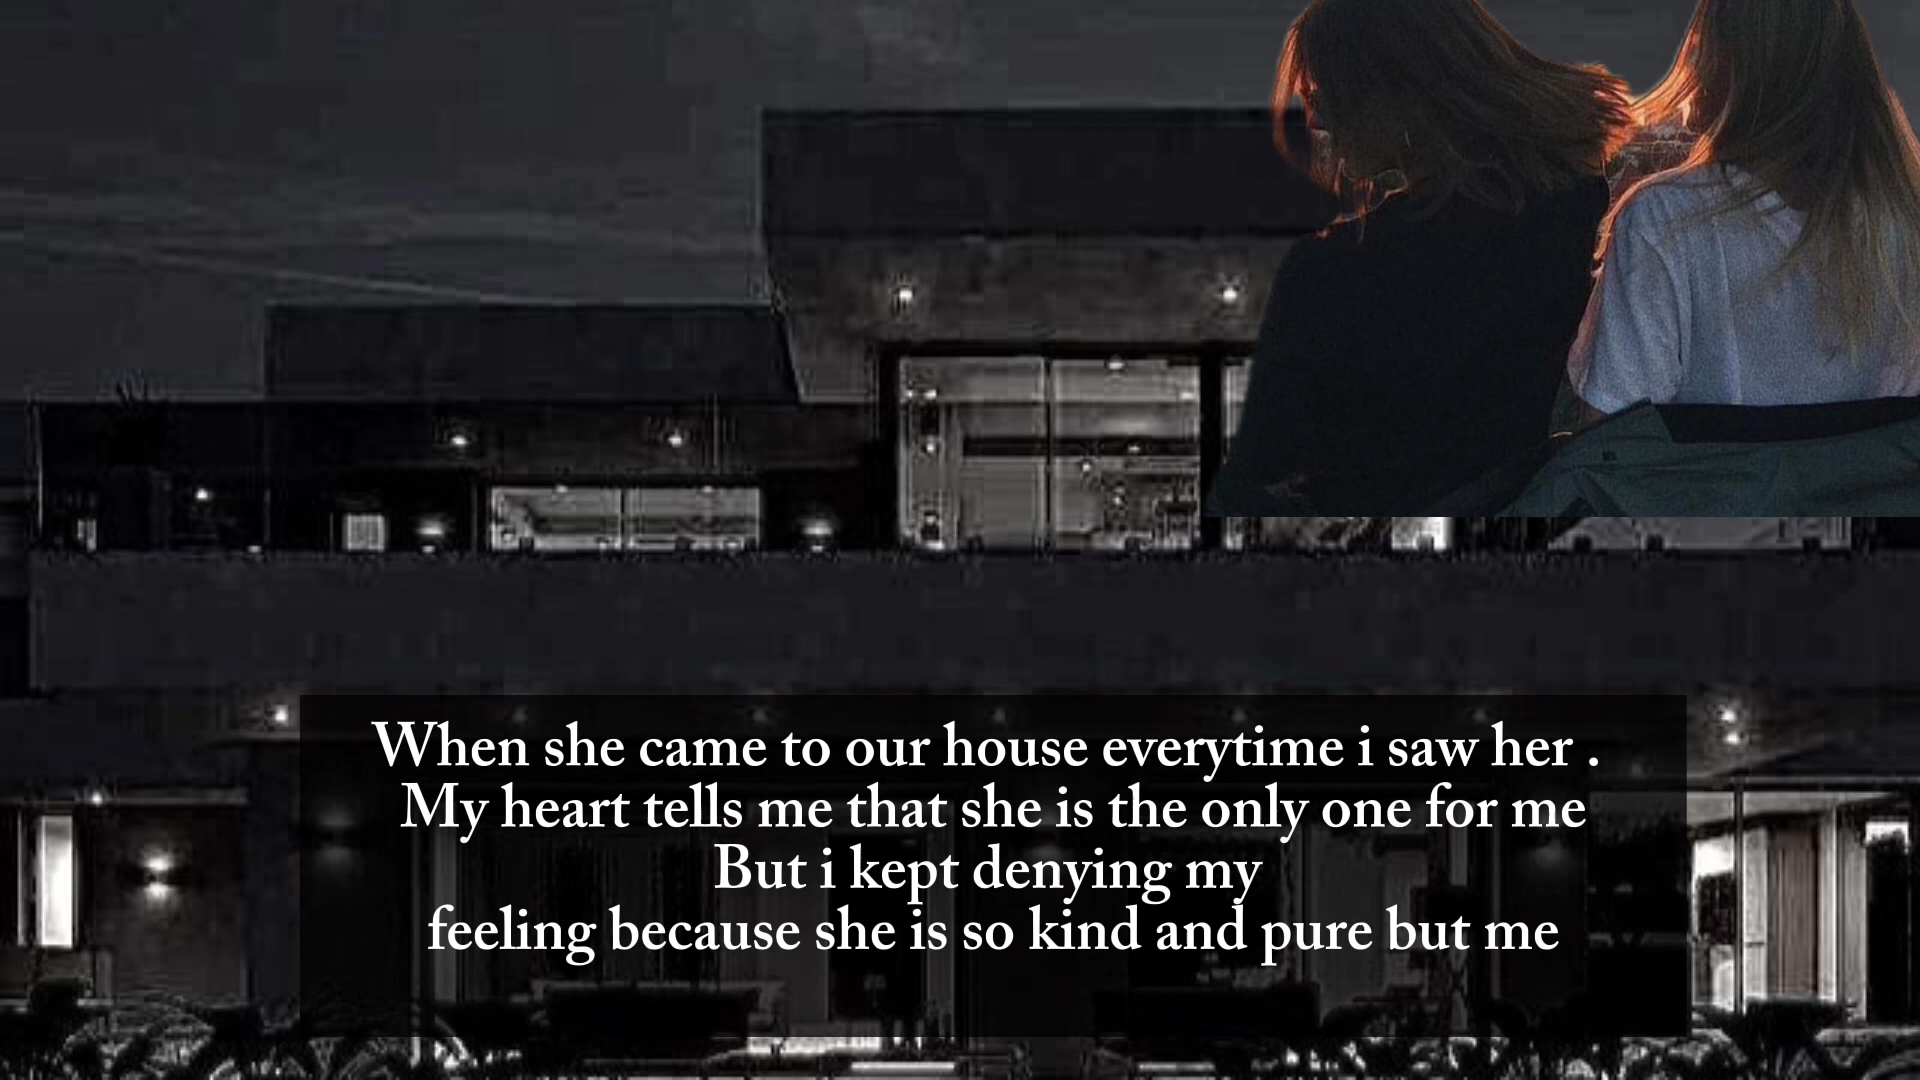 When she came to our house everytime i saw her .
My heart tells me that she is the only one for me
But i kept denying my
feeling because she is so kind and pure but me